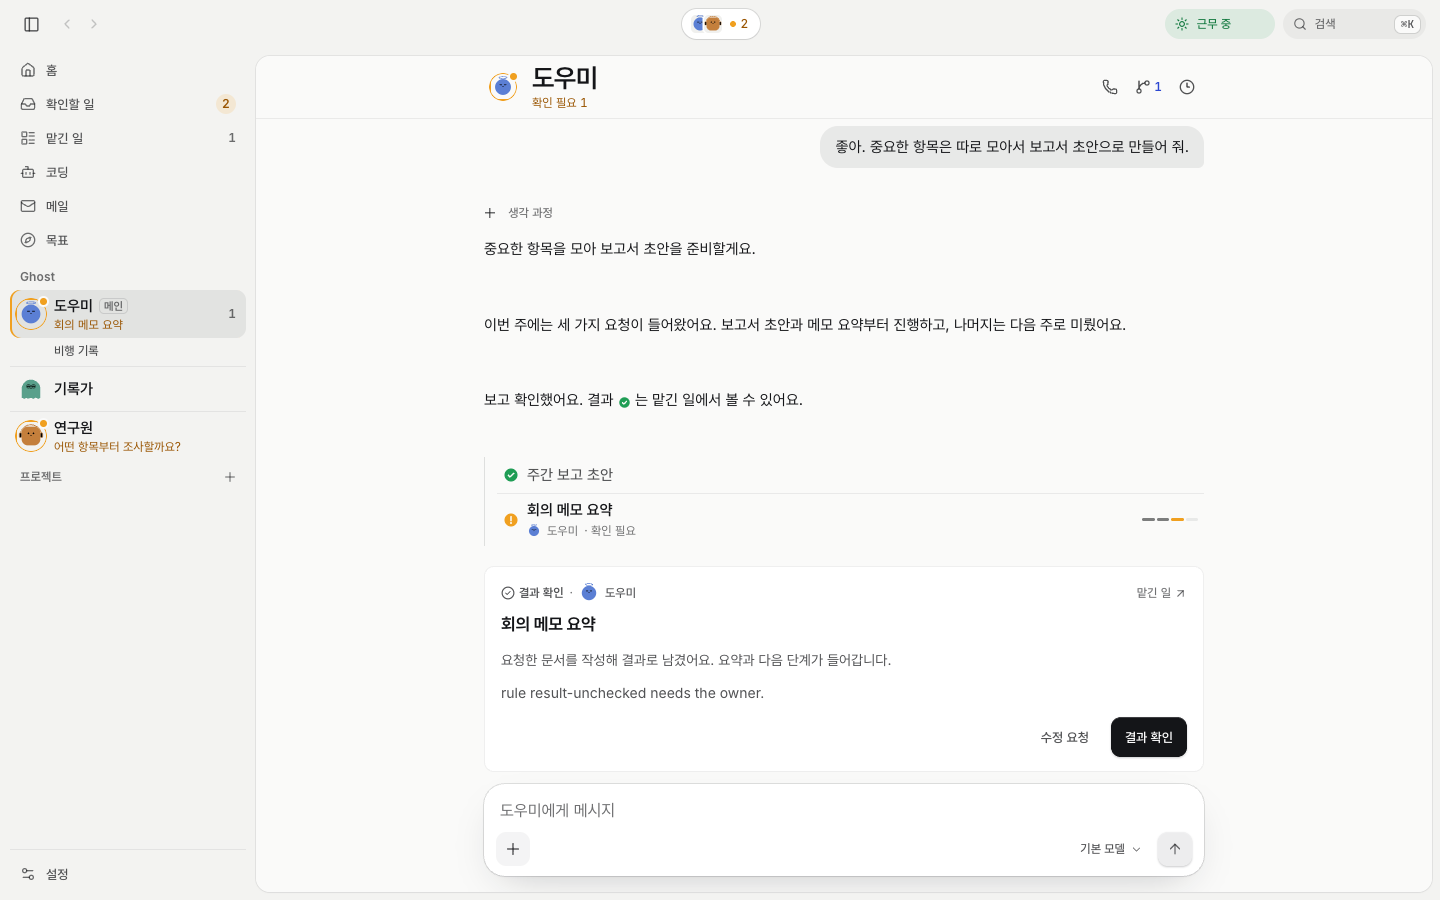 2
근무 중
검색
⌘K
홈
확인할 일
2
맡긴 일
1
코딩
메일
목표
Ghost
도우미
메인
회의 메모 요약
1
비행 기록
기록가
연구원
어떤 항목부터 조사할까요?
프로젝트
설정
도우미
확인 필요 1
1
좋아. 중요한 항목은 따로 모아서 보고서 초안으로 만들어 줘.
생각 과정
중요한 항목을 모아 보고서 초안을 준비할게요.
이번 주에는 세 가지 요청이 들어왔어요. 보고서 초안과 메모 요약부터 진행하고, 나머지는 다음 주로 미뤘어요.
보고 확인했어요. 결과 는 맡긴 일에서 볼 수 있어요.
주간 보고 초안
회의 메모 요약
도우미 · 확인 필요
결과 확인 · 도우미
맡긴 일
회의 메모 요약
요청한 문서를 작성해 결과로 남겼어요. 요약과 다음 단계가 들어갑니다.
rule result-unchecked needs the owner.
수정 요청
결과 확인
도우미에게 메시지
기본 모델